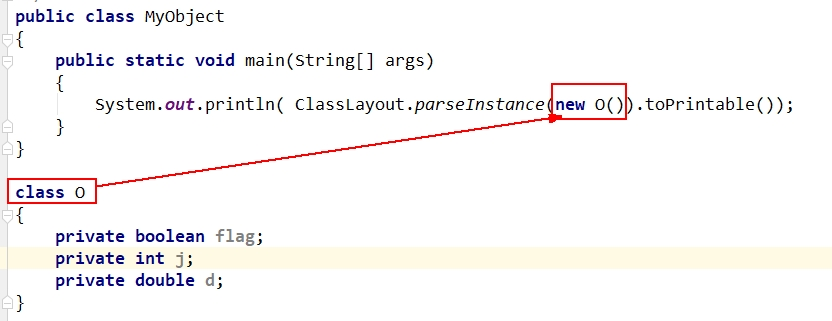 public class MyObject
{
    public static void main(String[] args)
    {
        System.out.println( ClassLayout.parseInstance(new O()).toPrintable());
    }
}
class O
{
    private boolean flag;
    private int j;
    private double d;
}